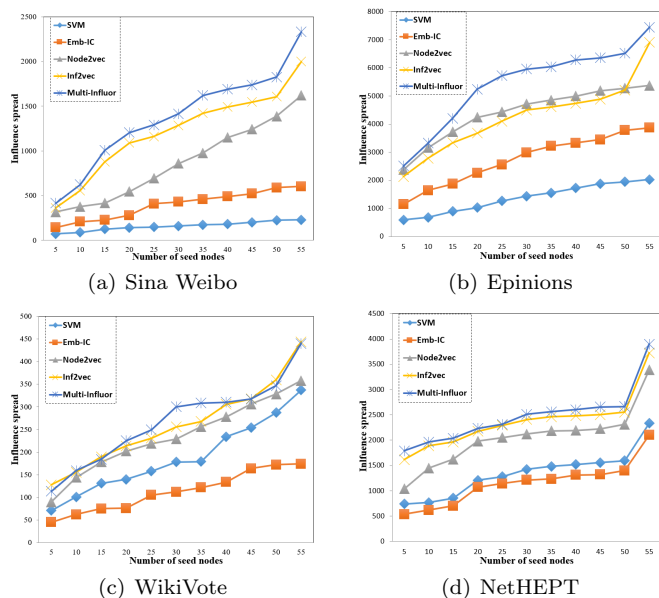 2500
2000
1500
1000
500
0
Influence spread
SVM
Emb-IC
Node2vec
Inf2vec
Multi-Influor
5 10 15 20 25 30 35 40 45 50 55
Number of seed nodes
(a) Sina Weibo
8000
7000
6000
5000
4000
3000
2000
1000
0
Influence spread
SVM
Emb-IC
Node2vec
Inf2vec
Multi-Influor
5 10 15 20 25 30 35 40 45 50 55
Number of seed nodes
(b) Epinions
500
450
400
350
300
250
200
150
100
50
0
Influence spread
SVM
Emb-IC
Node2vec
Inf2vec
Multi-Influor
5 10 15 20 25 30 35 40 45 50 55
Number of seed nodes
(c) WikiVote
4500
4000
3500
3000
2500
2000
1500
1000
500
0
Influence spread
SVM
Emb-IC
Node2vec
Inf2vec
Multi-Influor
5 10 15 20 25 30 35 40 45 50 55
Number of seed nodes
(d) NetHEPT